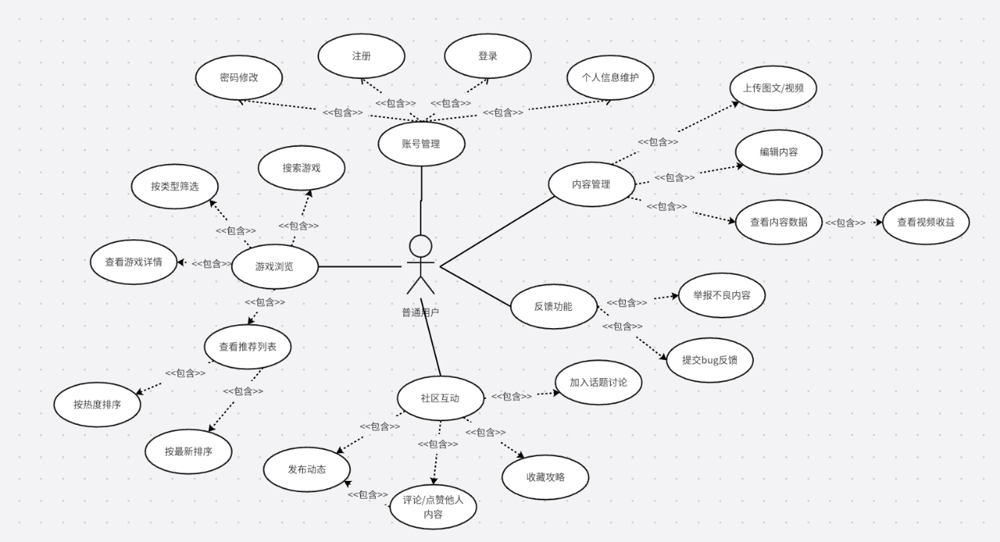 注册
登录
密码修改
个人信息维护
<<包含>>
<<包含>>
<<包含>>
<<包含>>
账号管理
上传图文/视频
<<包含>>
编辑内容
<<包含>>
内容管理
<<包含>>
查看内容数据
<<包含>>
查看视频收益
搜索游戏
按类型筛选
<<包含>>
<<包含>>
查看游戏详情
<<包含>>
游戏浏览
<<包含>>
查看推荐列表
<<包含>>
<<包含>>
按热度排序
按最新排序
普通用户
反馈功能
<<包含>>
举报不良内容
<<包含>>
提交bug反馈
社区互动
<<包含>>
加入话题讨论
<<包含>>
<<包含>>
<<包含>>
发布动态
收藏攻略
<<包含>>
评论/点赞他人
内容